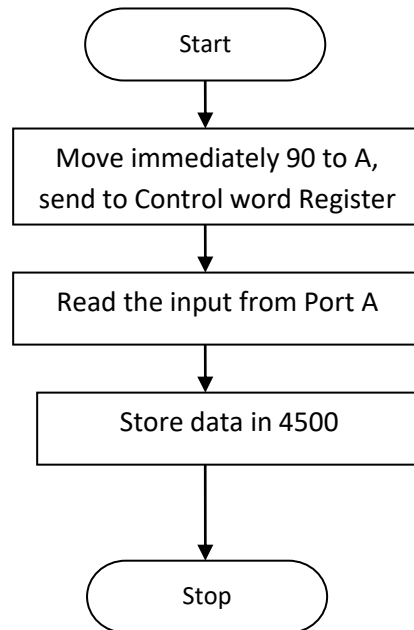 Start
Move immediately 90 to A,
send to Control word Register
Read the input from Port A
Store data in 4500
Stop